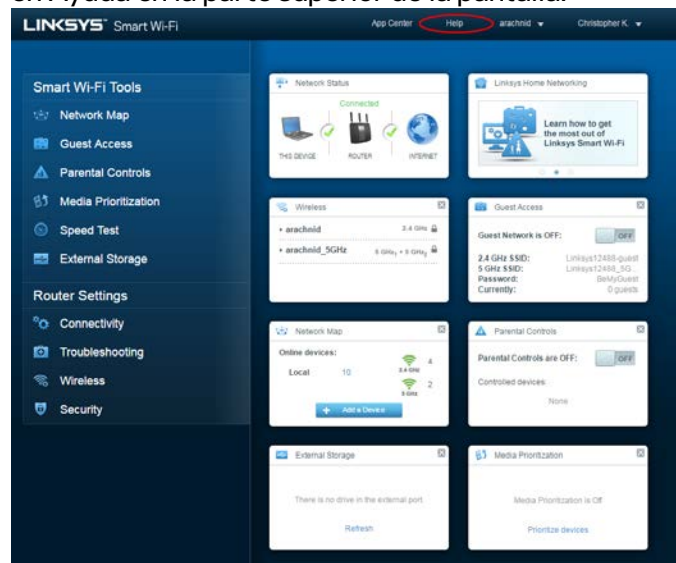 en Ayuda en la parte superior de la pantalla.
LINKSYS Smart Wi-Fi
App Center Help arachnid Christopher K.
Smart Wi-Fi Tools
Network Map
Guest Access
Parental Controls
Media Prioritization
Speed Test
External Storage
Router Settings
Connectivity
Troubleshooting
Wireless
Security
Network Status
Connected
THIS DEVICE ROUTER INTERNET
Linksys Home Networking
Learn how to get
the most out of
Linksys Smart Wi-Fi
Wireless
arachnid 2.4 GHz
arachnid_5GHz 5 GHz1 + 5 GHz2
Guest Access
Guest Network is OFF: OFF
2.4 GHz SSID: Linksys12488-guest
5 GHz SSID: Linksys12488_5G...
Password: BeMyGuest
Currently: 0 guests
Network Map
Online devices:
Local 10
4
2.4 GHz
2
5 GHz
+ Add a Device
Parental Controls
Parental Controls are OFF: OFF
Controlled devices:
None
External Storage
There is no drive in the external port.
Refresh
Media Prioritization
Media Prioritization is Off
Prioritize devices